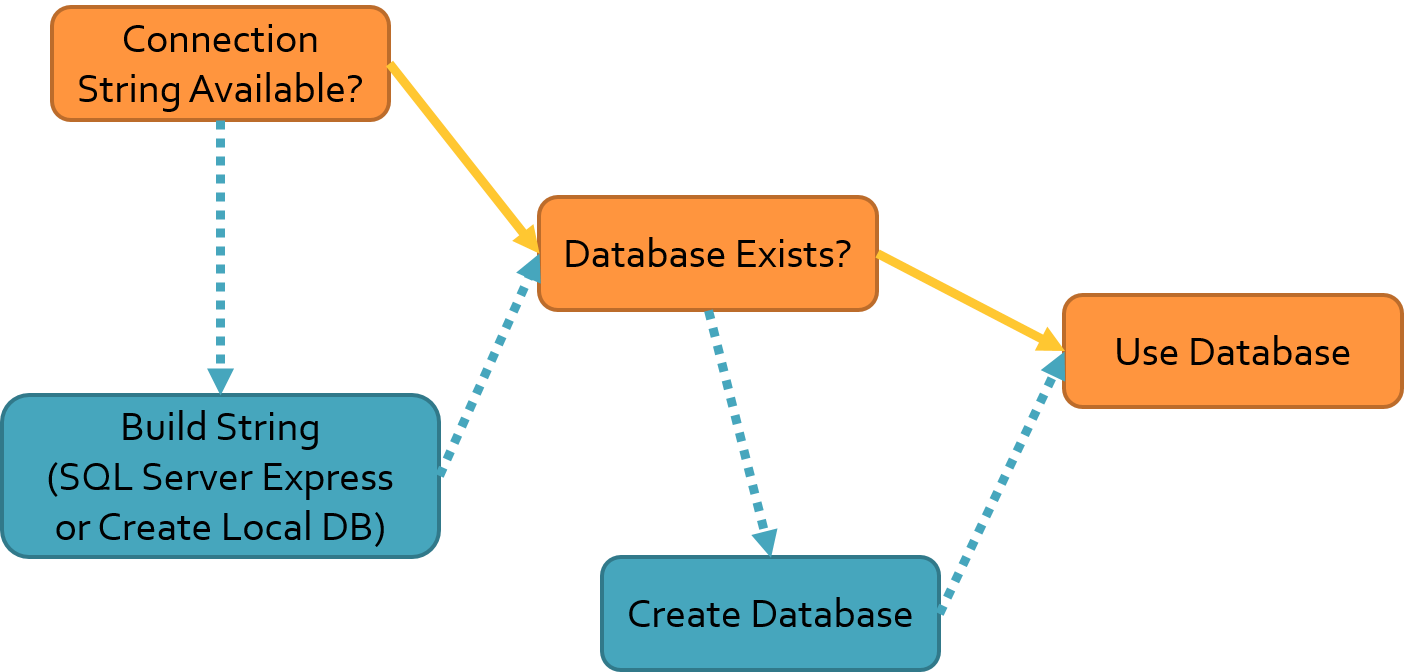 Connection
String Available?
Database Exists?
Use Database
Build String
(SQL Server Express
or Create Local DB)
Create Database